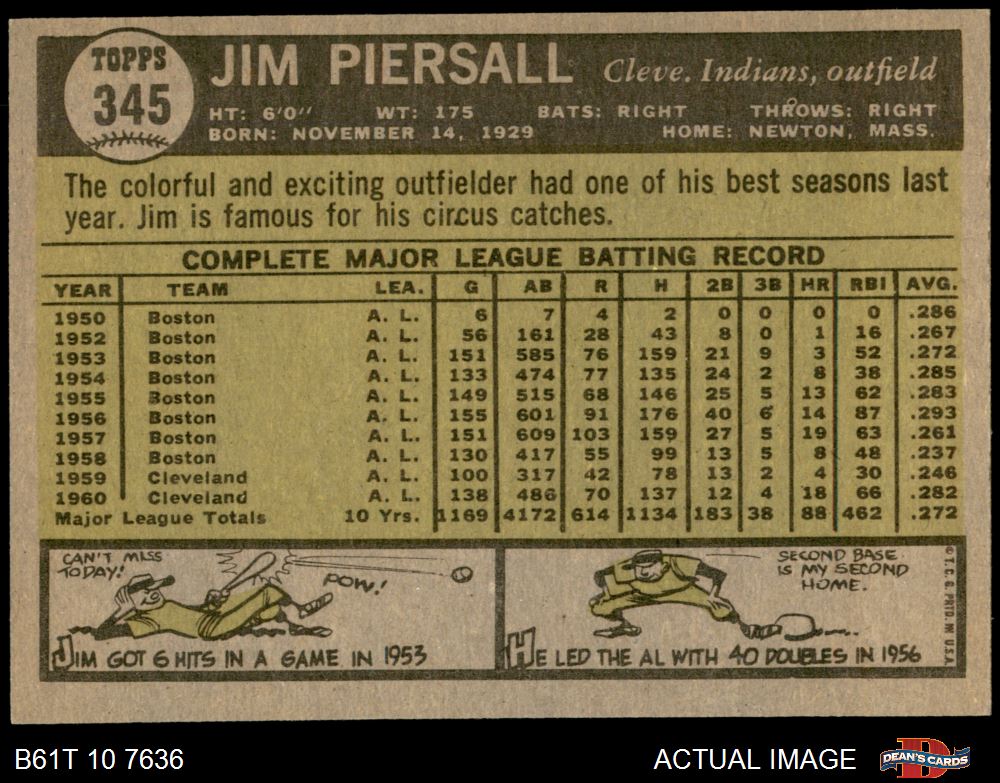 TOPPS
345
JIM PIERSALL Cleve. Indians, outfield
HT: 6'0" WT: 175 BATS: RIGHT THROWS: RIGHT
BORN: NOVEMBER 14, 1929 HOME: NEWTON, MASS.
The colorful and exciting outfielder had one of his best seasons last
year. Jim is famous for his circus catches.
COMPLETE MAJOR LEAGUE BATTING RECORD
YEAR TEAM LEA. G AB R H 2B 3B HR RBI AVG.
1950 Boston A. L. 6 7 4 2 0 0 0 0 .286
1952 Boston A. L. 56 161 28 43 8 0 1 16 .267
1953 Boston A. L. 151 585 76 159 21 9 3 52 .272
1954 Boston A. L. 133 474 77 135 24 2 8 38 .285
1955 Boston A. L. 149 515 68 146 25 5 13 62 .283
1956 Boston A. L. 155 601 91 176 40 6 14 87 .293
1957 Boston A. L. 151 609 103 159 27 5 19 63 .261
1958 Boston A. L. 130 417 55 99 13 5 8 48 .237
1959 Cleveland A. L. 100 317 42 78 13 2 4 30 .246
1960 Cleveland A. L. 138 486 70 137 12 4 18 66 .282
Major League Totals 10 Yrs. 1169 4172 614 1134 183 38 88 462 .272
CAN'T MISS
TODAY!
POW!
JIM GOT 6 HITS IN A GAME IN 1953
SECOND BASE
IS MY SECOND
HOME.
HE LED THE AL WITH 40 DOUBLES IN 1956
© T. C. G. PRTD. IN U.S.A.
B61T 10 7636
ACTUAL IMAGE
D
DEAN'S CARDS